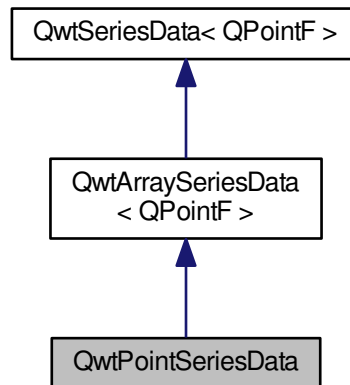 QwtSeriesData< QPointF >
QwtArraySeriesData
< QPointF >
QwtPointSeriesData